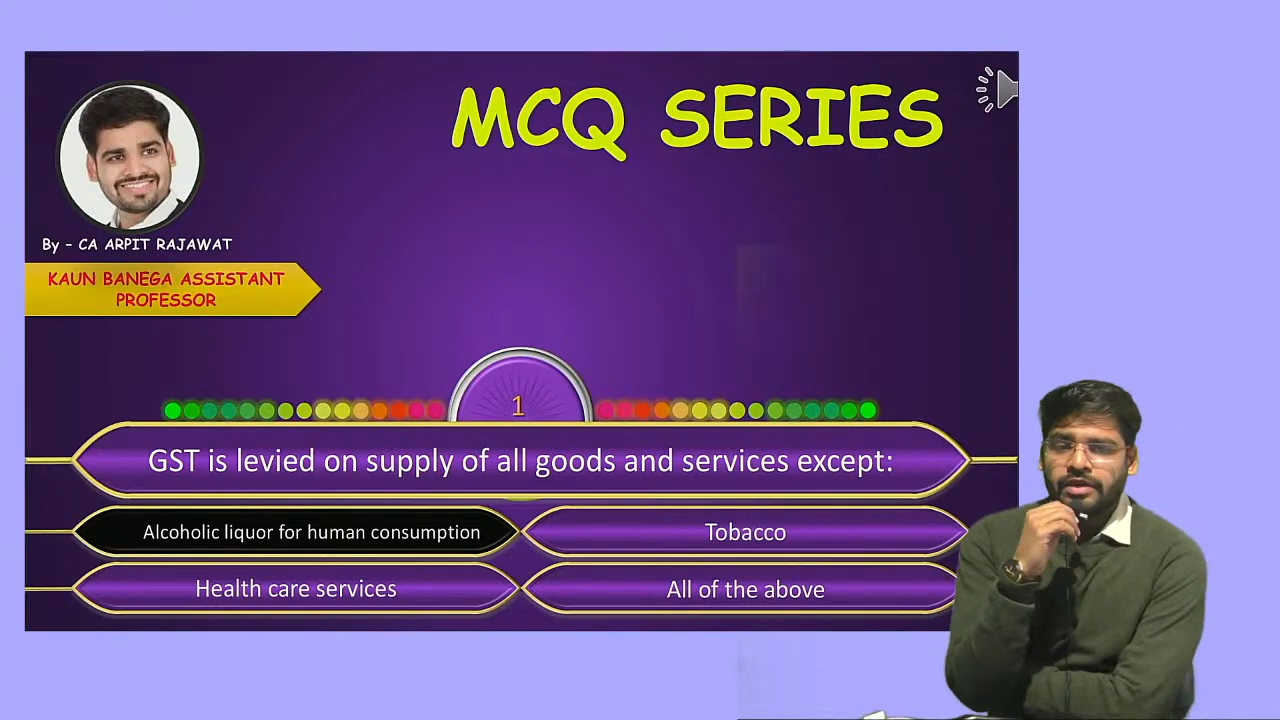 MCQ SERIES
By - CA ARPIT RAJAWAT
KAUN BANEGA ASSISTANT
PROFESSOR
1
GST is levied on supply of all goods and services except:
Alcoholic liquor for human consumption
Tobacco
Health care services
All of the above